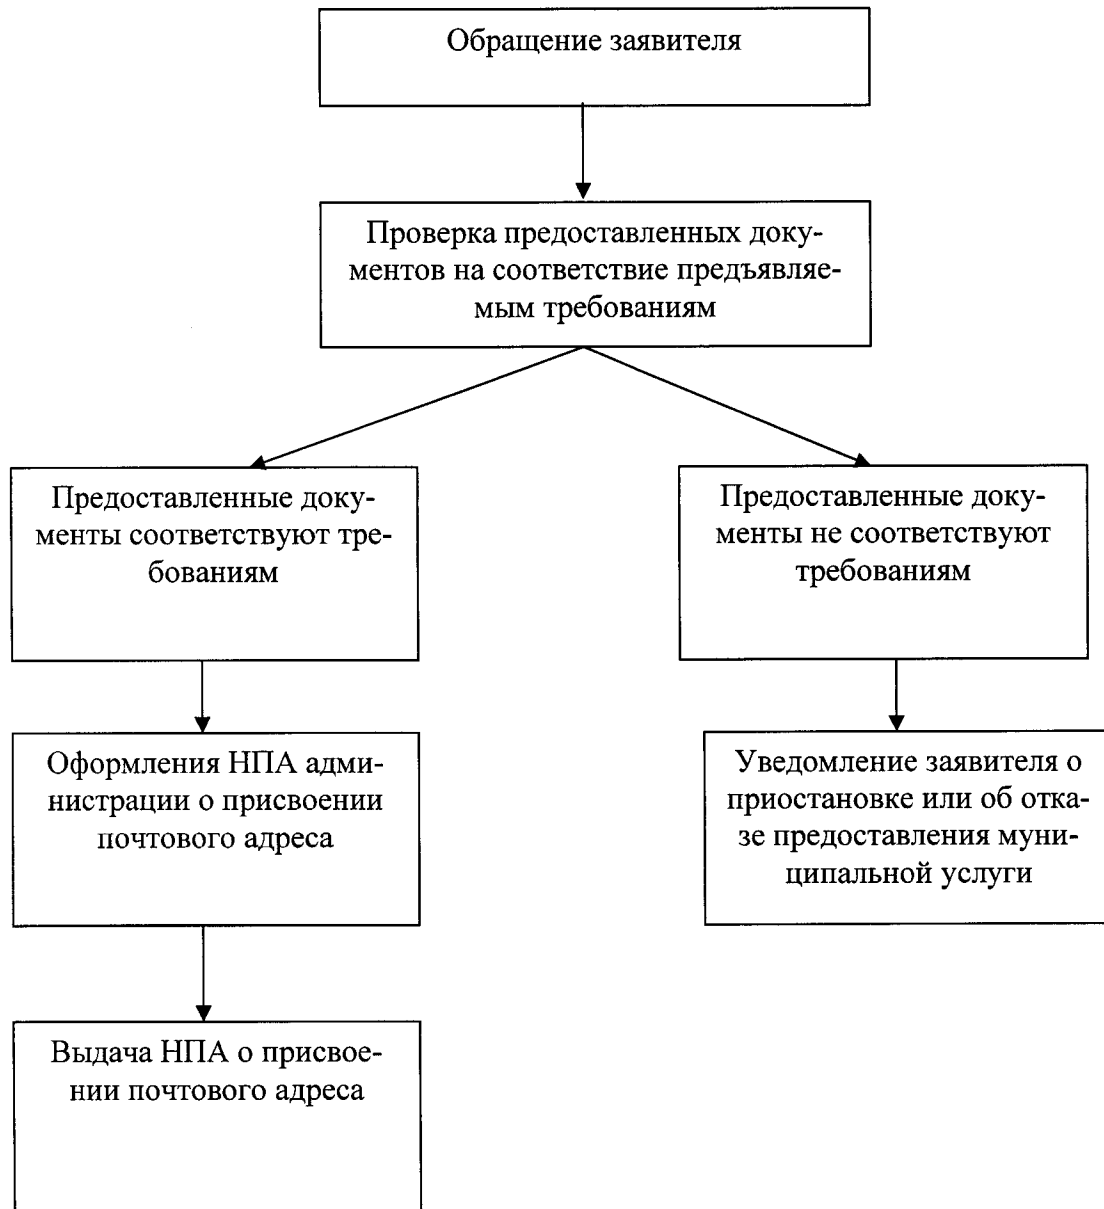 Обращение заявителя
Проверка предоставленных доку-
ментов на соответствие предъявляе-
мым требованиям
Предоставленные доку-
менты соответствуют тре-
бованиям
Предоставленные доку-
менты не соответствуют
требованиям
Оформления НПА адми-
нистрации о присвоении
почтового адреса
Уведомление заявителя о
приостановке или об отка-
зе предоставления муни-
ципальной услуги
Выдача НПА о присвое-
нии почтового адреса